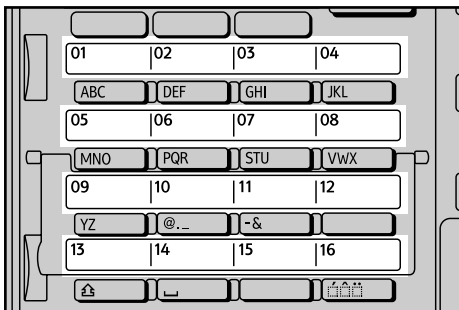 01 02 03 04
ABC DEF GHI JKL
05 06 07 08
MNO PQR STU VWX
09 10 11 12
YZ @._ -&
13 14 15 16
óôö